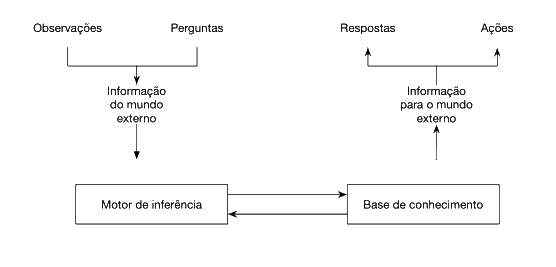 Observações
Perguntas
Respostas
Ações
Informação
do mundo
externo
Informação
para o mundo
externo
Motor de inferência
Base de conhecimento